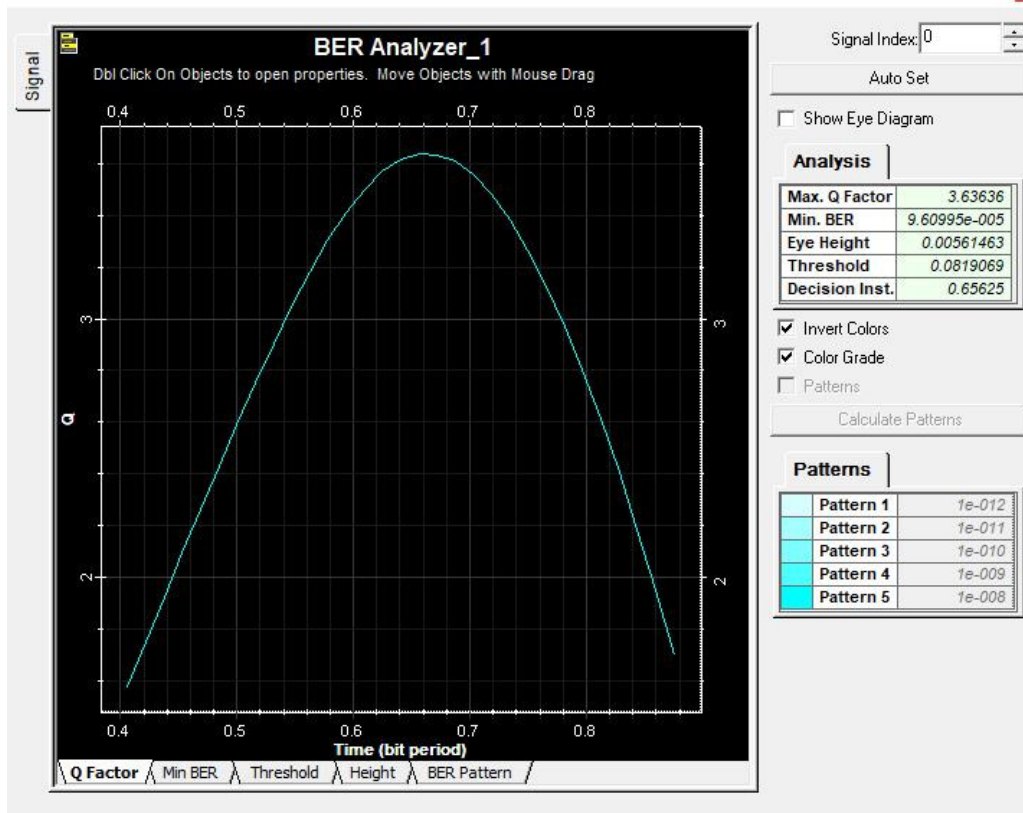 Signal
BER Analyzer_1
Dbl Click On Objects to open properties. Move Objects with Mouse Drag
0.4 0.5 0.6 0.7 0.8
3 3
Q
2 2
0.4 0.5 0.6 0.7 0.8
Time (bit period)
Q Factor Min BER Threshold Height BER Pattern
Signal Index: 0
Auto Set
Show Eye Diagram
Analysis
Max. Q Factor 3.63636
Min. BER 9.60995e-005
Eye Height 0.00561463
Threshold 0.0819069
Decision Inst. 0.65625
Invert Colors
Color Grade
Patterns
Calculate Patterns
Patterns
Pattern 1 1e-012
Pattern 2 1e-011
Pattern 3 1e-010
Pattern 4 1e-009
Pattern 5 1e-008